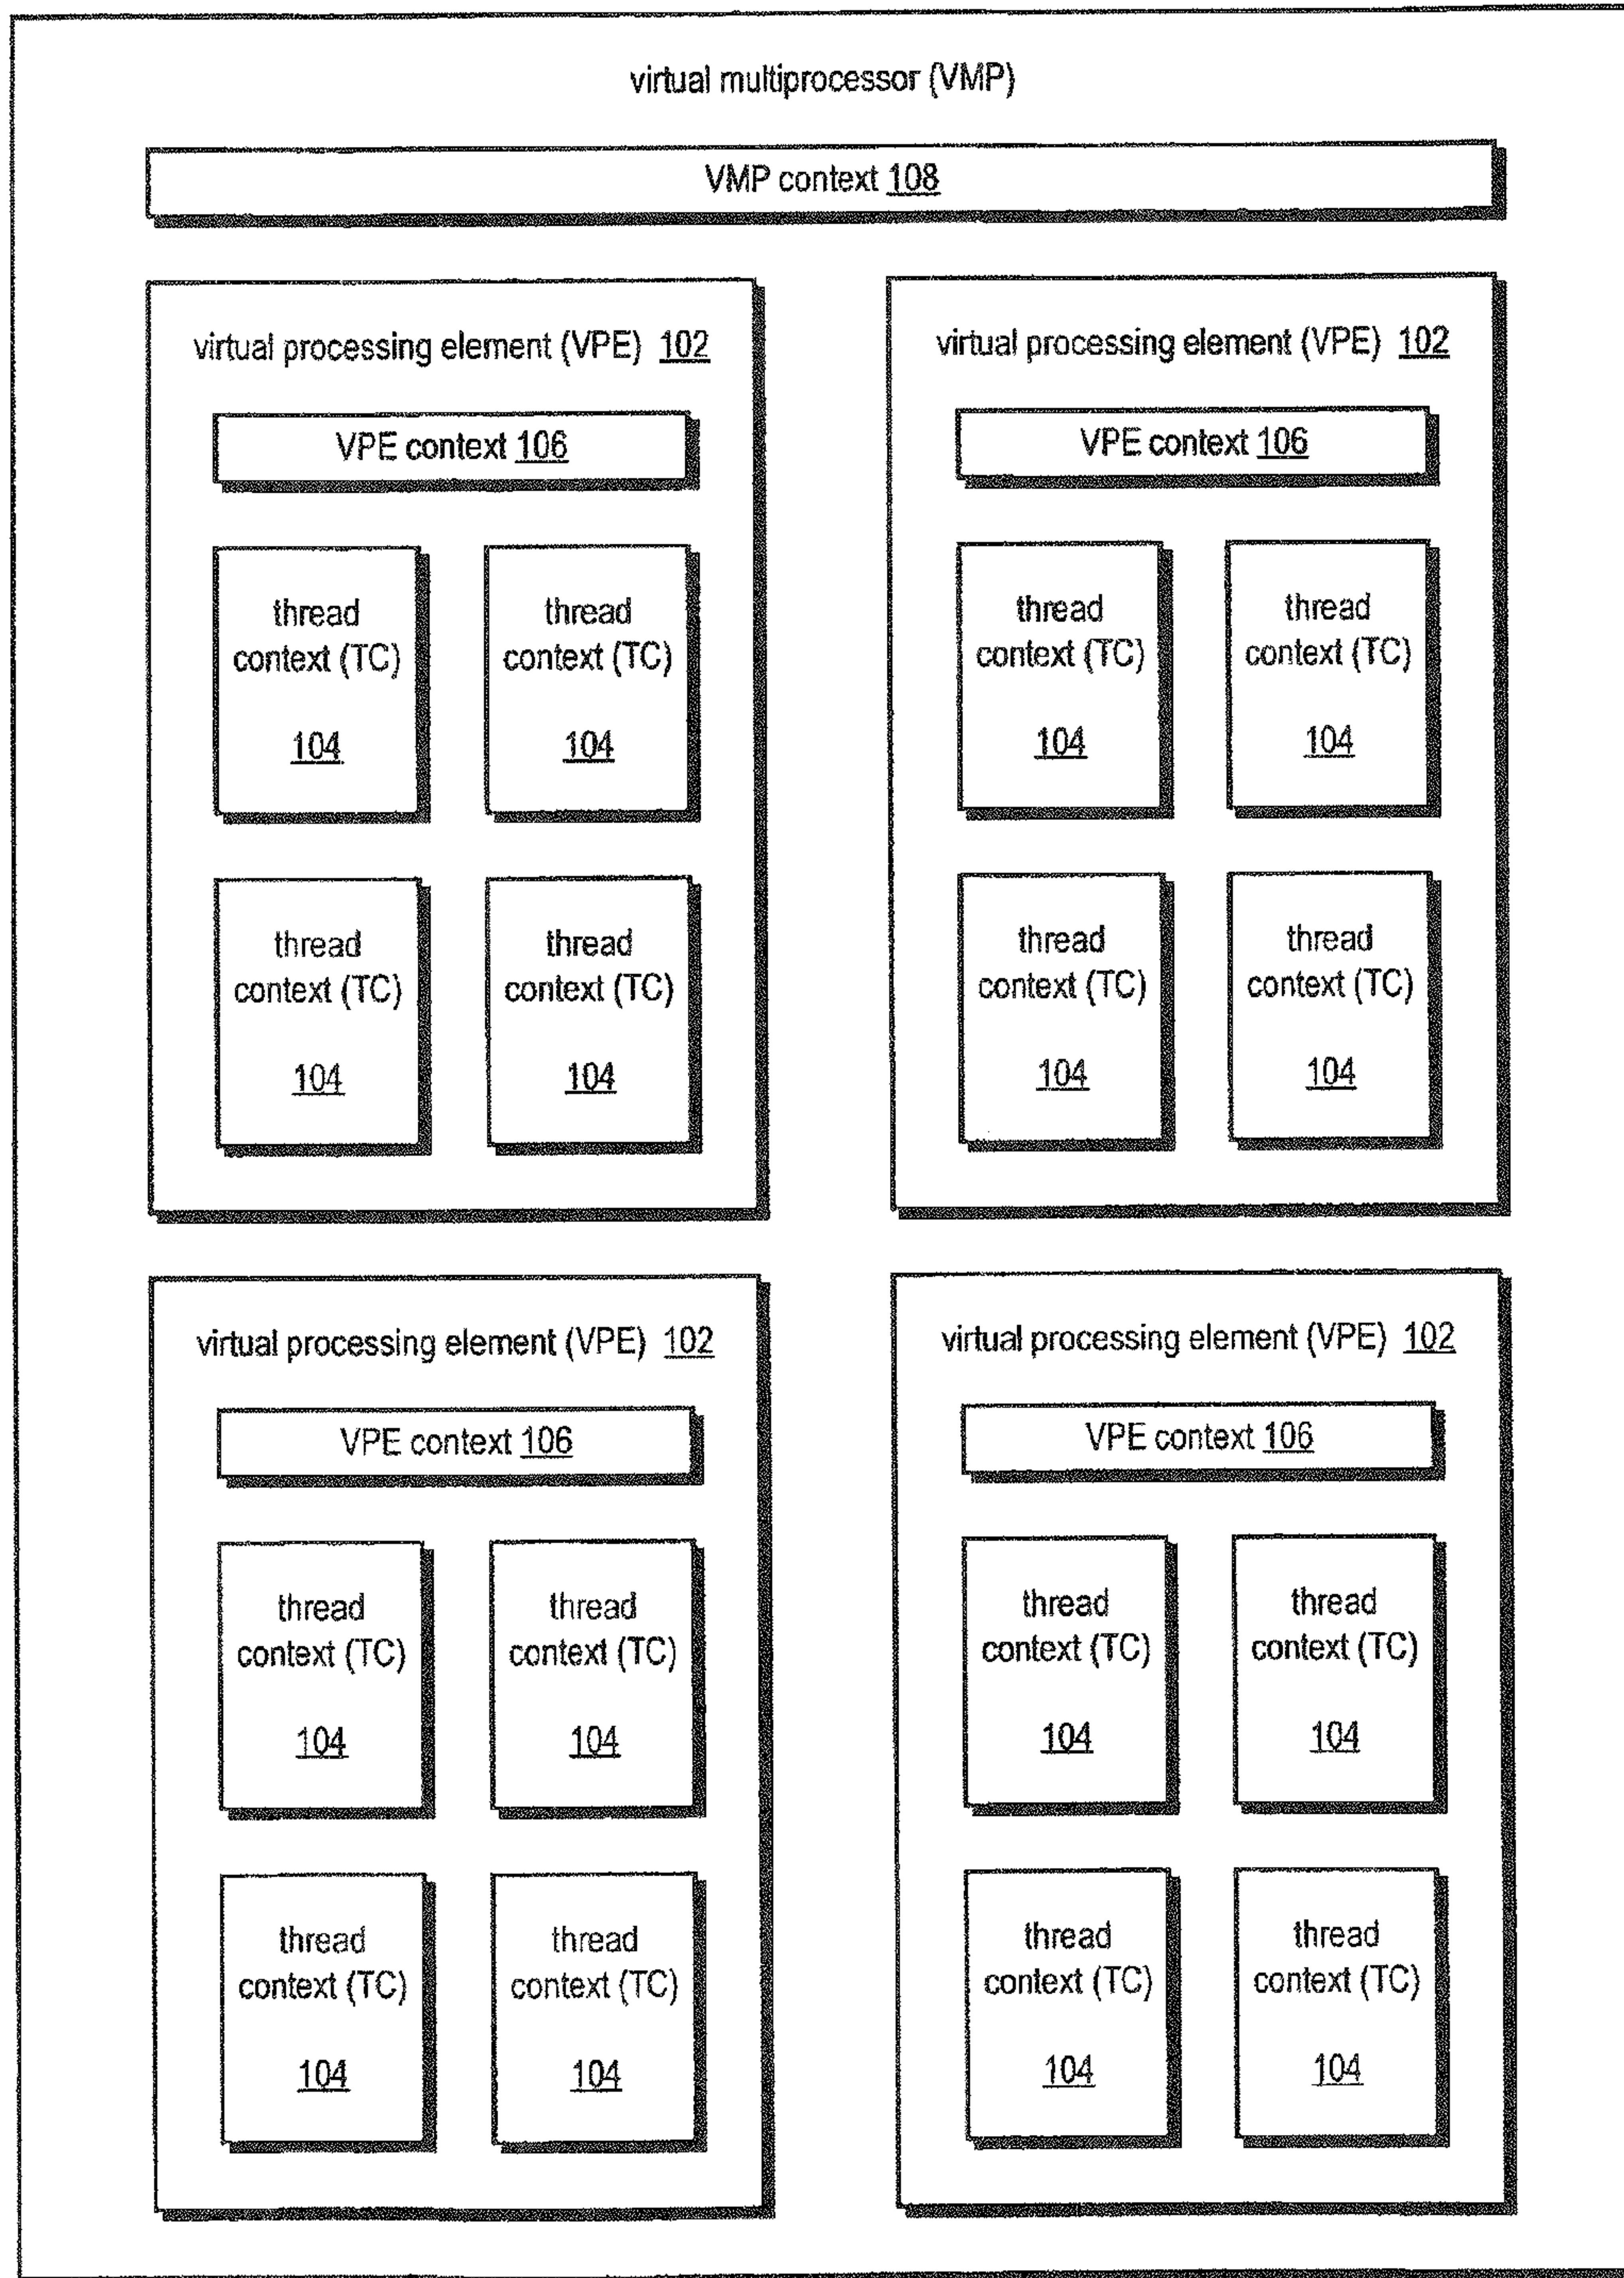 virtual multiprocessor (VMP)
VMP context 108
virtual processing element (VPE) 102
VPE context 106
thread
context (TC)
104
thread
context (TC)
104
thread
context (TC)
104
thread
context (TC)
104
virtual processing element (VPE) 102
VPE context 106
thread
context (TC)
104
thread
context (TC)
104
thread
context (TC)
104
thread
context (TC)
104
virtual processing element (VPE) 102
VPE context 106
thread
context (TC)
104
thread
context (TC)
104
thread
context (TC)
104
thread
context (TC)
104
virtual processing element (VPE) 102
VPE context 106
thread
context (TC)
104
thread
context (TC)
104
thread
context (TC)
104
thread
context (TC)
104